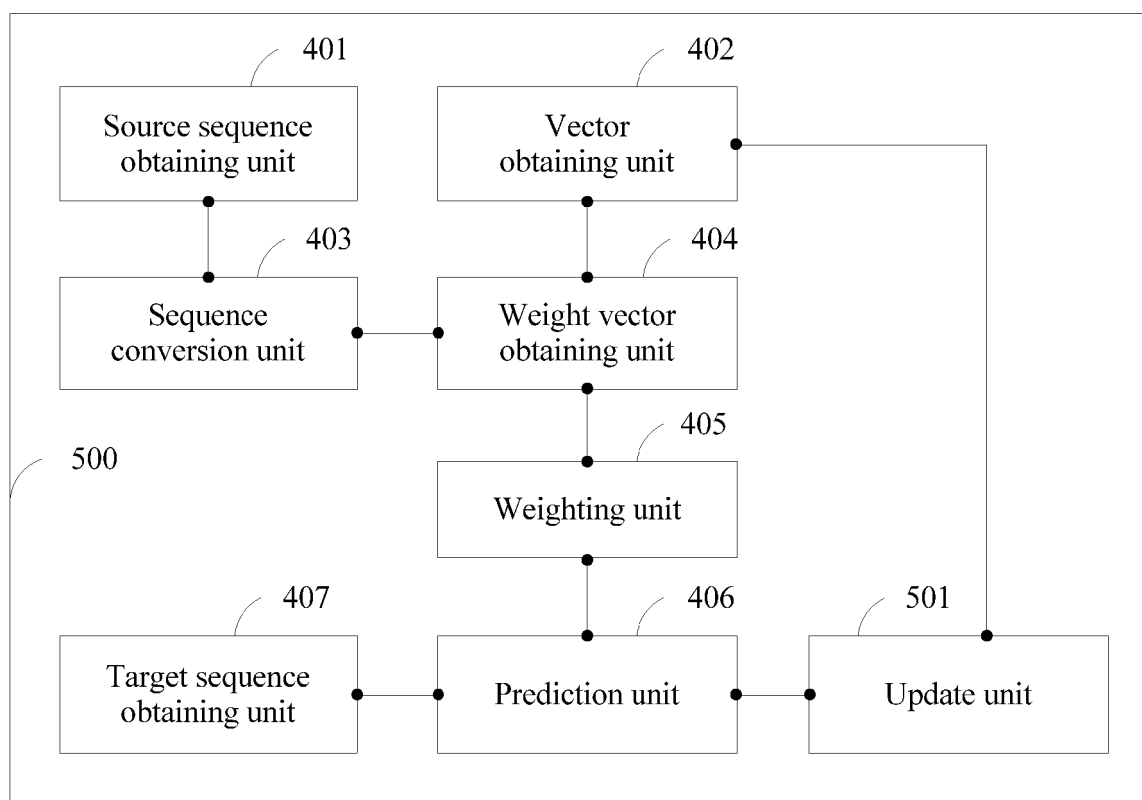 401
402
Source sequence
obtaining unit
Vector
obtaining unit
403
404
Sequence
conversion unit
Weight vector
obtaining unit
405
500
Weighting unit
407
406
501
Target sequence
obtaining unit
Prediction unit
Update unit